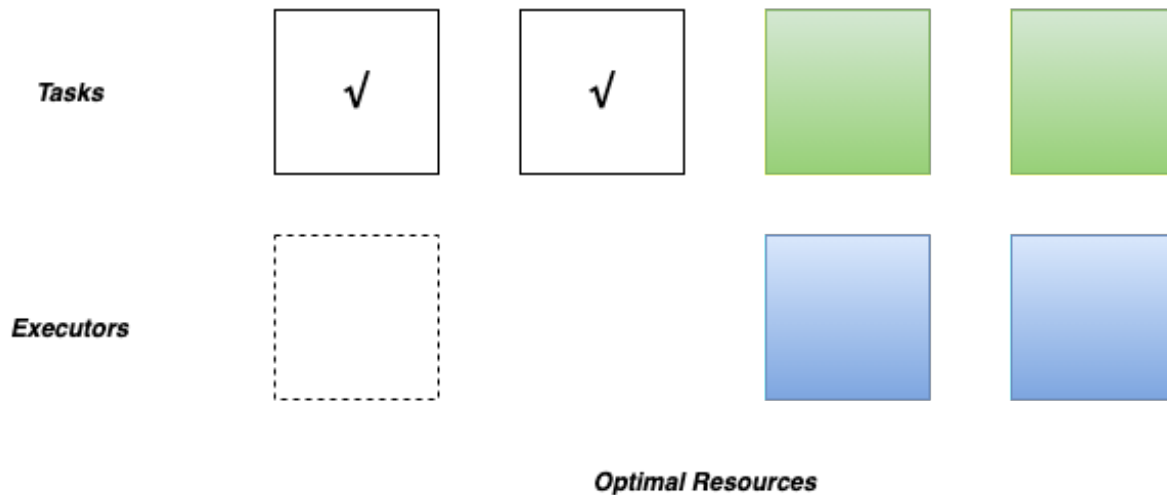 Tasks
√ √
Executors
Optimal Resources